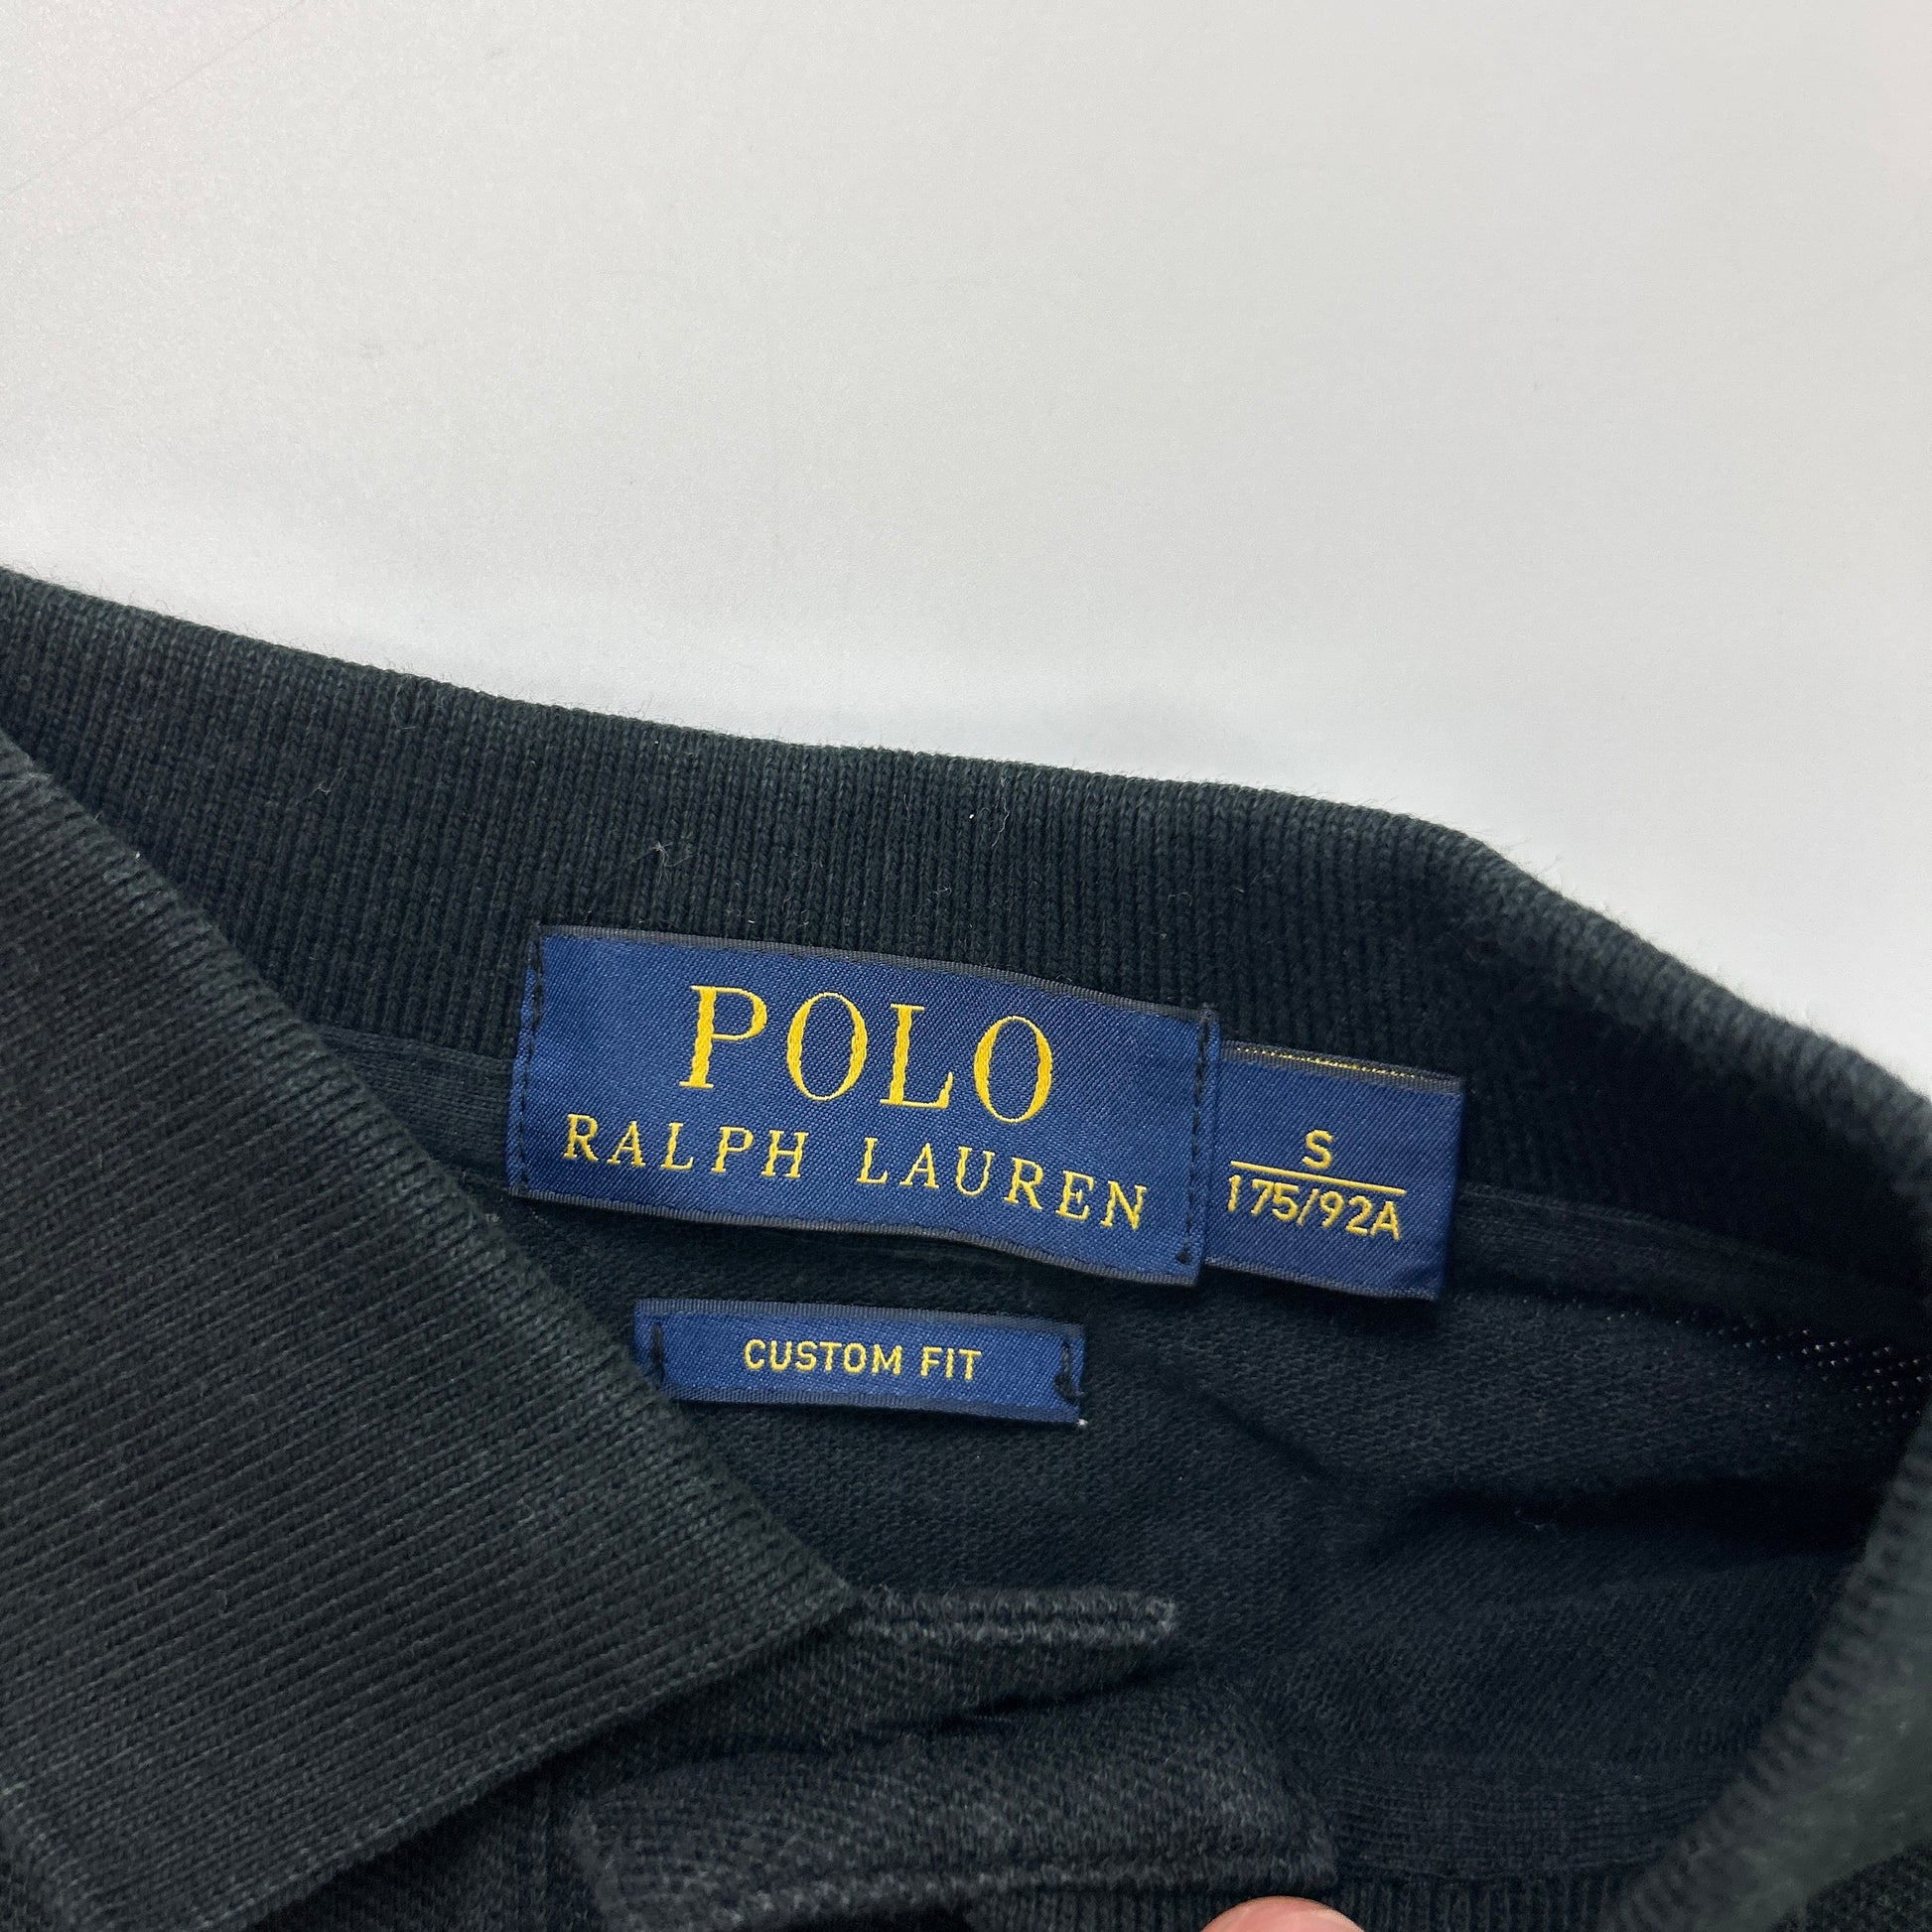 POLO
RALPH LAUREN
S
175/92A
CUSTOM FIT